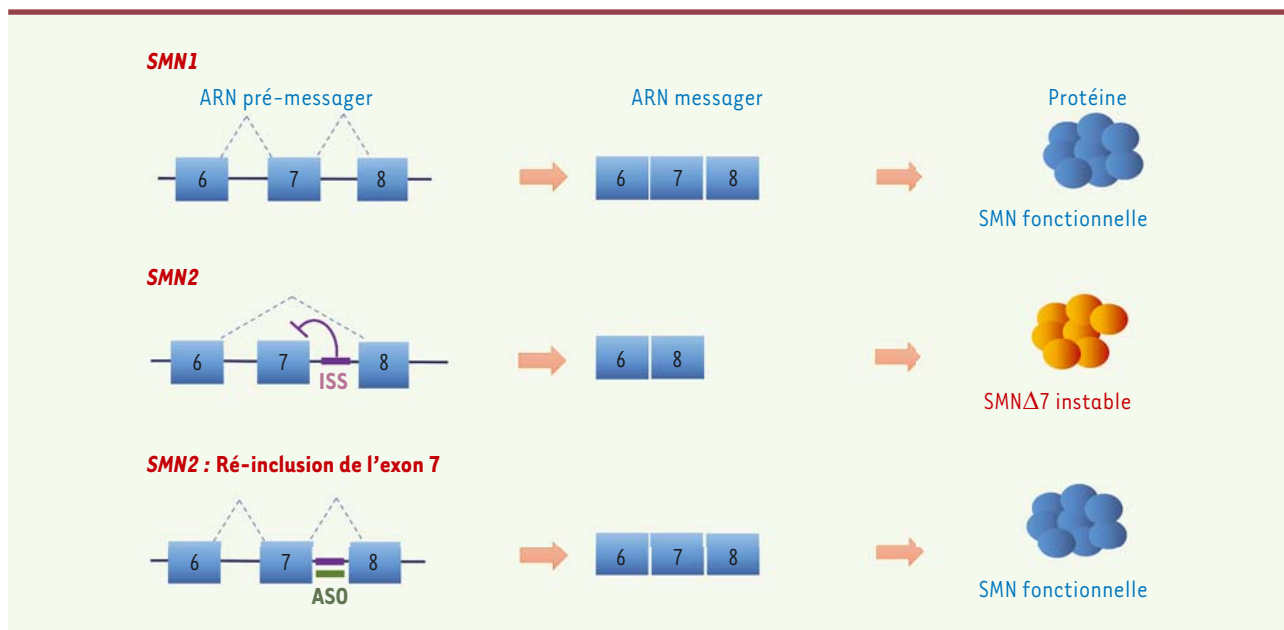 SMN1
ARN pré-messager ARN messager Protéine
6 7 8 6 7 8
SMN fonctionnelle
SMN2
6 7 8 6 8
ISS
SMNΔ7 instable
SMN2 : Ré-inclusion de l’exon 7
6 7 8 6 7 8
ASO
SMN fonctionnelle